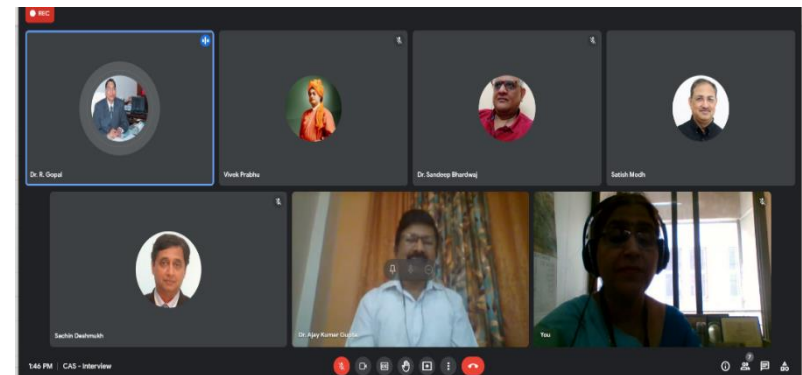 REC
Dr. R. Gopal
Vivek Prabhu
Dr. Sandeep Bhardwaj
Satish Modh
Sachin Deshmukh
Dr. Ajay Kumar Gupta
You
1:46 PM | CAS - Interview
7